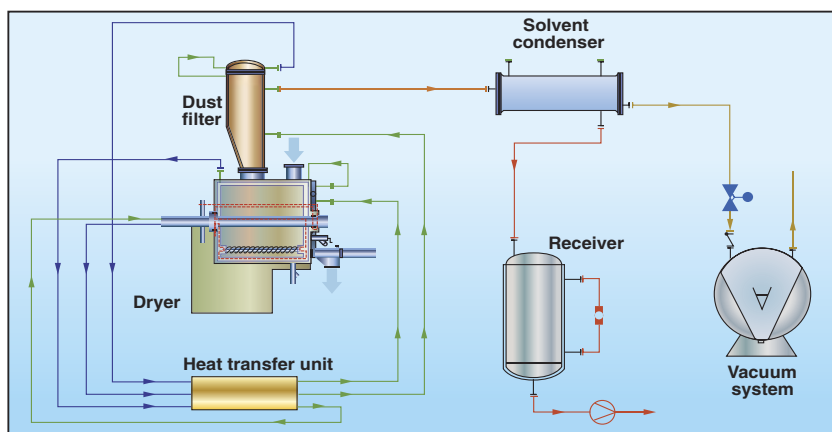 Solvent
condenser
Dust
filter
Receiver
Dryer
Heat transfer unit
Vacuum
system